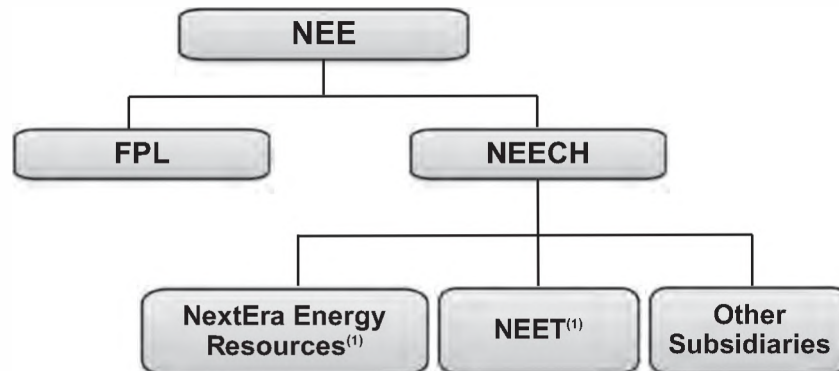 NEE
FPL
NEECH
NextEra Energy
Resources(1)
NEET(1)
Other
Subsidiaries